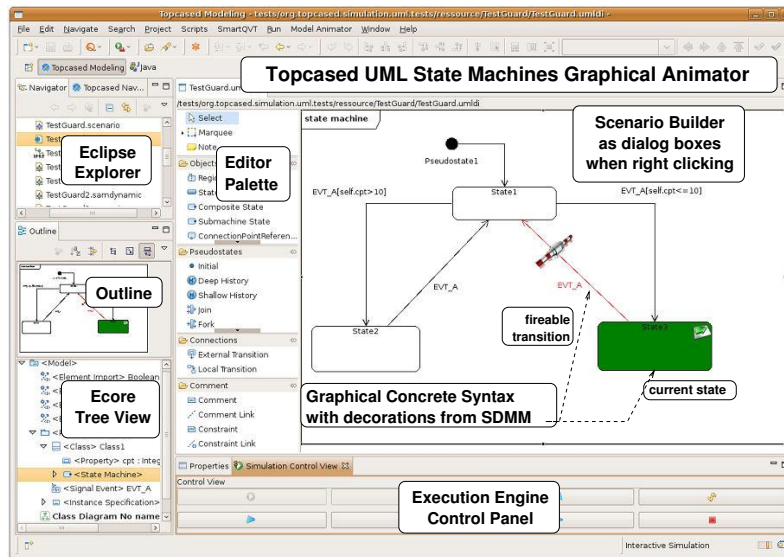 Topcased Modeling - tests/org.topcased.simulation.uml.tests/ressource/TestGuard/TestGuard.umldi -
File Edit Navigate Search Project Scripts SmartQVT Run Model Animator Window Help
Topcased Modeling Java
Topcased UML State Machines Graphical Animator
Navigator Topcased Nav...
TestGuard.scenario
TestGuard2.samdynamic
Eclipse
Explorer
Outline
Outline
<Model>
<Element Import> Boolean
<Class> Class1
<Property> cpt : Integ
<State Machine>
<Signal Event> EVT_A
<Instance Specification>
Class Diagram No name
Ecore
Tree View
TestGuard.um
/tests/org.topcased.simulation.uml.tests/ressource/TestGuard/TestGuard.umldi
Select
Marquee
Note
Objects
Regi
State
Composite State
Submachine State
ConnectionPointReferen...
Pseudostates
Initial
Deep History
Shallow History
Join
Fork
Connections
External Transition
Local Transition
Comment
Comment
Comment Link
Constraint
Constraint Link
Editor
Palette
state machine
Pseudostate1
Scenario Builder
as dialog boxes
when right clicking
EVT_A[self.cpt>10]
State1
EVT_A[self.cpt<=10]
EVT_A
EVT_A
fireable
transition
State2
State3
current state
Graphical Concrete Syntax
with decorations from SDMM
Properties Simulation Control View
Control View
Execution Engine
Control Panel
Interactive Simulation